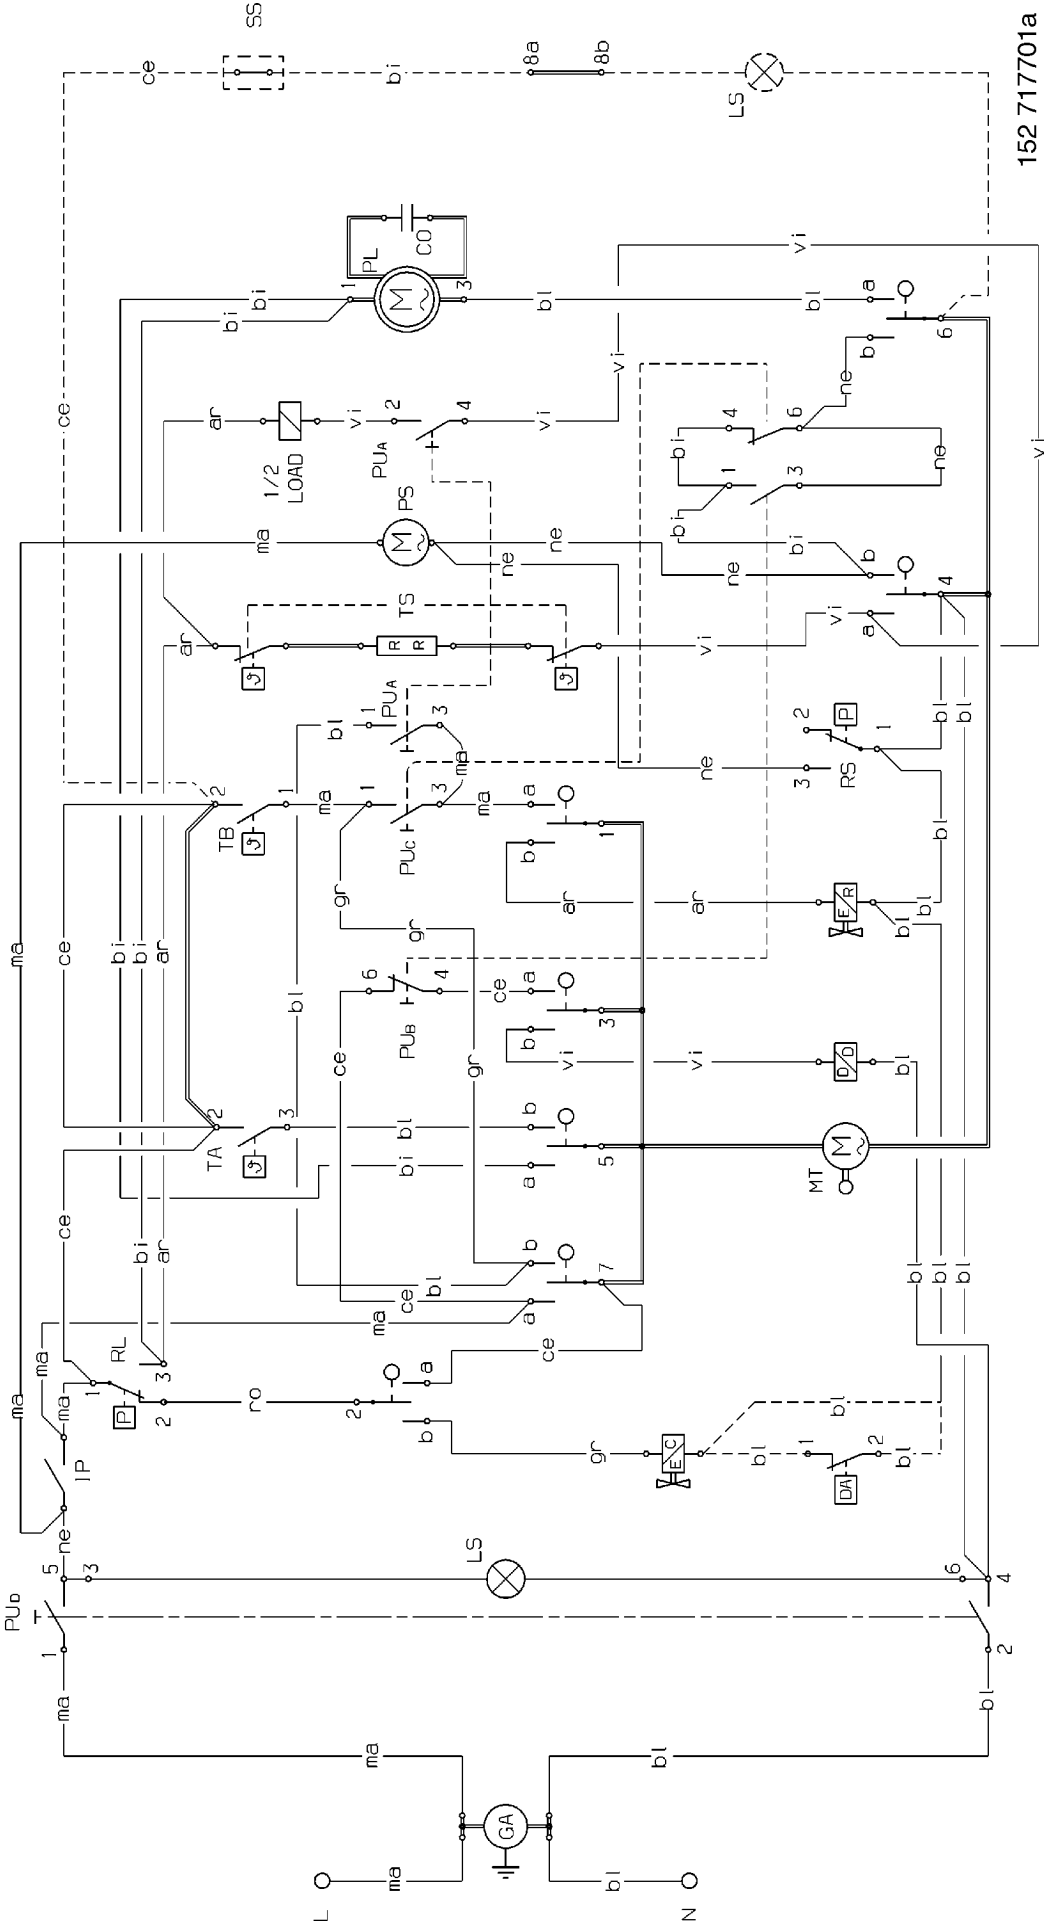 SS
ce
bi
8a
8b
LS
152 717701a
CO
PL
M
1
3
bi
bi
bl
bl
a
b
6
vi
vi
vi
vi
ce
ar
1/2
LOAD
vi
2
4
PUA
vi
ne
4
6
bi
1
3
bi
bi
ne
ma
PS
M
ne
ne
ne
b
a
4
TS
ar
R R
vi
vi
bl
1
3
PUA
ma
2
P
1
3
RS
bl
bl
ne
2
TB
1
ma
1
3
PUC
ma
a
b
1
bl
ar
ar
E/R
bl
bl
gr
gr
ma
ce
bi
bi
ar
bl
6
4
PUB
ce
a
b
3
ce
gr
vi
vi
D/D
bl
2
TA
3
bl
bi
b
a
5
MT
M
ce
bi
ar
bl
ce
ma
b
a
7
bl
bl
bl
RL
3
1
P
2
ma
ma
ma
ro
2
a
b
ce
gr
E/C
bl
bl
1
2
DA
bl
IP
ne
5
3
LS
6
4
PUD
1
2
ma
ma
bl
bl
GA
L
ma
bl
N